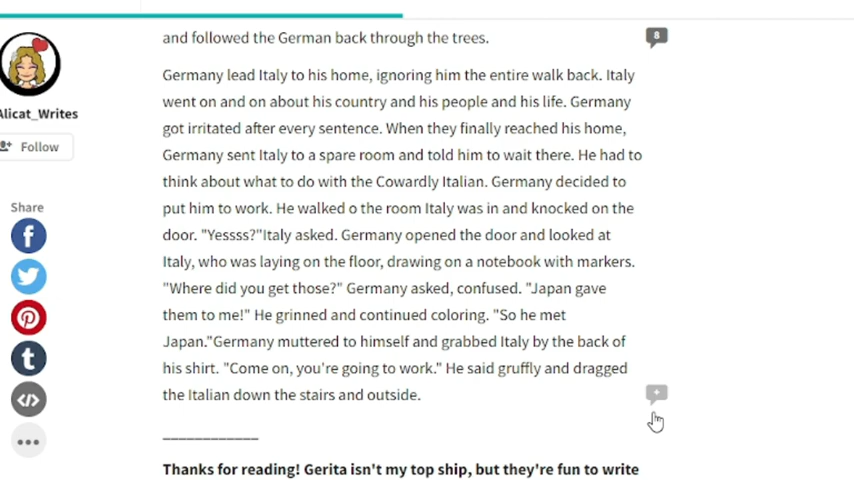 and followed the German back through the trees.
8
Germany lead Italy to his home, ignoring him the entire walk back. Italy
went on and on about his country and his people and his life. Germany
got irritated after every sentence. When they finally reached his home,
Germany sent Italy to a spare room and told him to wait there. He had to
think about what to do with the Cowardly Italian. Germany decided to
put him to work. He walked o the room Italy was in and knocked on the
door. "Yessss?"Italy asked. Germany opened the door and looked at
Italy, who was laying on the floor, drawing on a notebook with markers.
"Where did you get those?" Germany asked, confused. "Japan gave
them to me!" He grinned and continued coloring. "So he met
Japan."Germany muttered to himself and grabbed Italy by the back of
his shirt. "Come on, you're going to work." He said gruffly and dragged
the Italian down the stairs and outside.
+
_____________
Thanks for reading! Gerita isn't my top ship, but they're fun to write
Alicat_Writes
Follow
Share